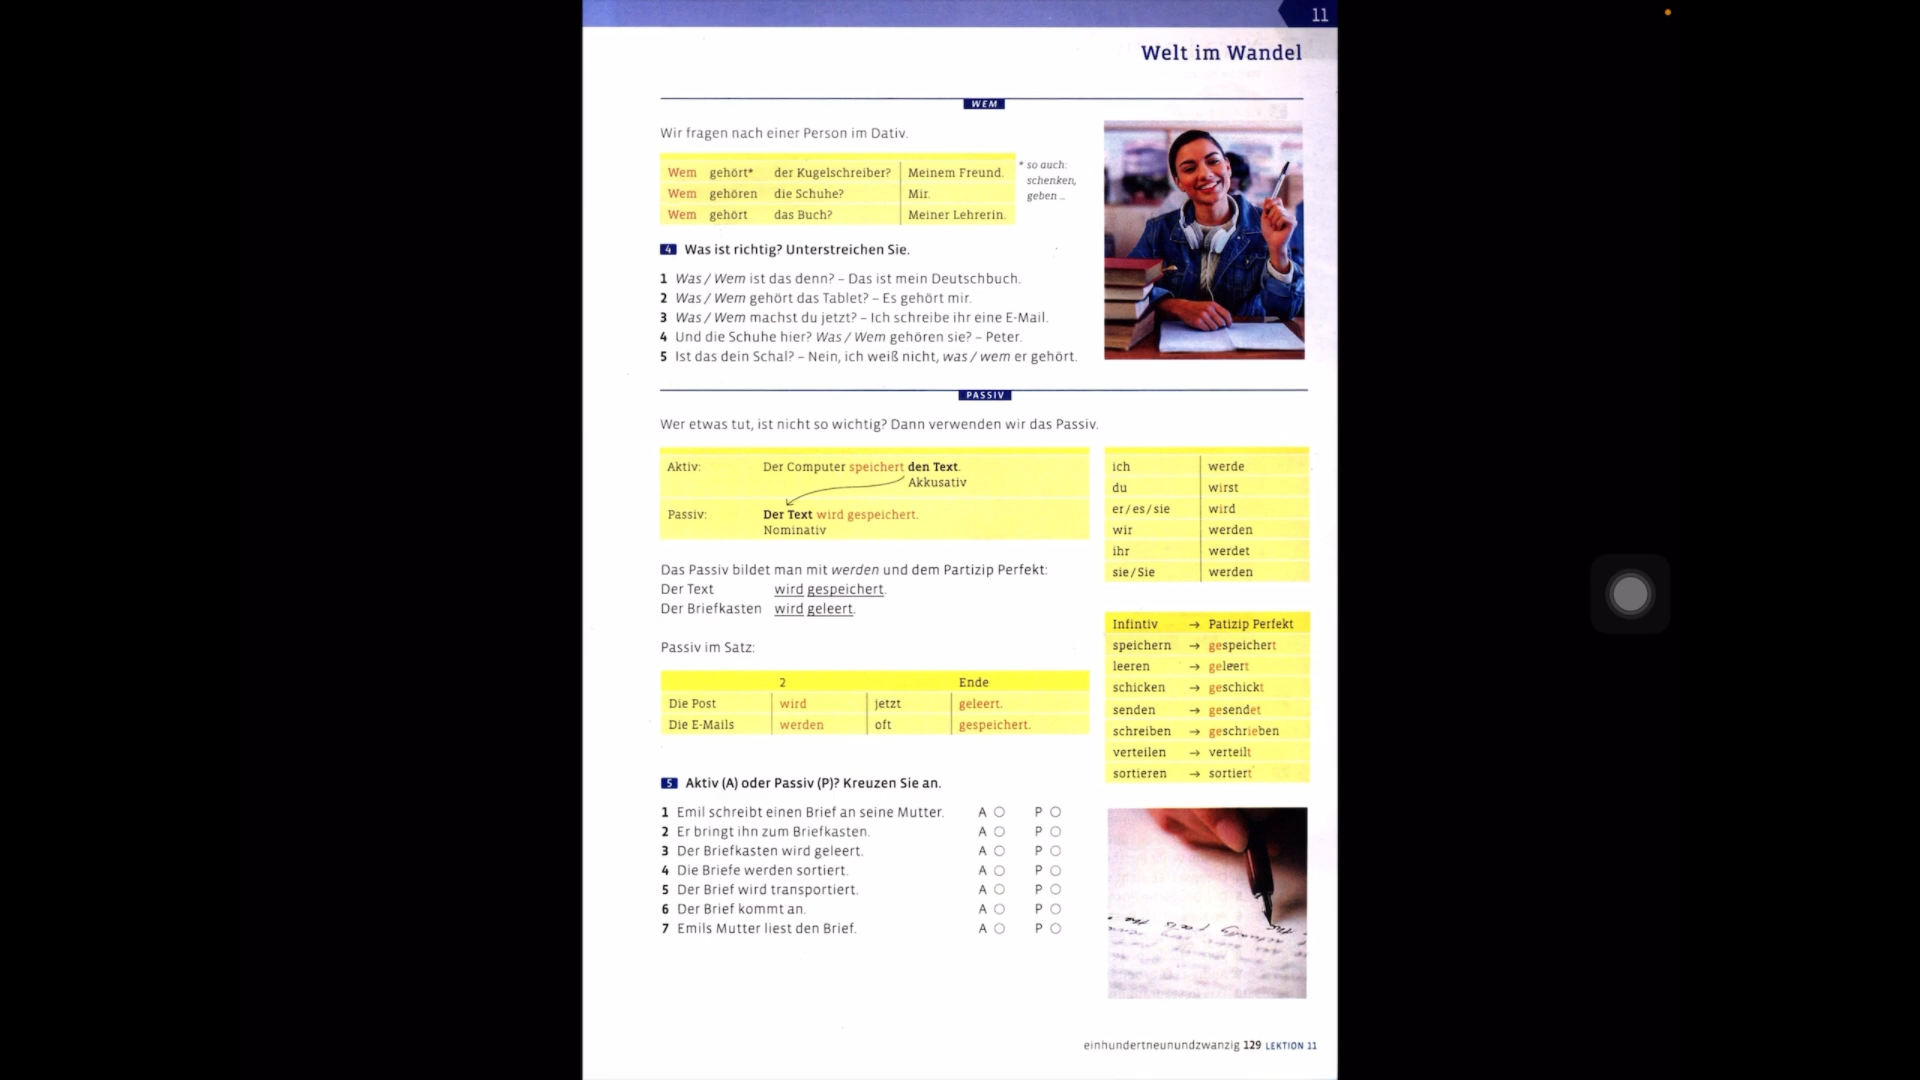 11
Welt im Wandel
WEM
Wir fragen nach einer Person im Dativ.
Wem gehört* der Kugelschreiber? Meinem Freund.
Wem gehören die Schuhe? Mir.
Wem gehört das Buch? Meiner Lehrerin.
* so auch:
schenken,
geben ...
4 Was ist richtig? Unterstreichen Sie.
1 Was / Wem ist das denn? – Das ist mein Deutschbuch.
2 Was / Wem gehört das Tablet? – Es gehört mir.
3 Was / Wem machst du jetzt? – Ich schreibe ihr eine E-Mail.
4 Und die Schuhe hier? Was / Wem gehören sie? – Peter.
5 Ist das dein Schal? – Nein, ich weiß nicht, was / wem er gehört.
PASSIV
Wer etwas tut, ist nicht so wichtig? Dann verwenden wir das Passiv.
Aktiv: Der Computer speichert den Text.
Akkusativ
Passiv: Der Text wird gespeichert.
Nominativ
ich werde
du wirst
er/es/sie wird
wir werden
ihr werdet
sie/Sie werden
Das Passiv bildet man mit werden und dem Partizip Perfekt:
Der Text wird gespeichert.
Der Briefkasten wird geleert.
Passiv im Satz:
2 Ende
Die Post wird jetzt geleert.
Die E-Mails werden oft gespeichert.
Infintiv → Patizip Perfekt
speichern → gespeichert
leeren → geleert
schicken → geschickt
senden → gesendet
schreiben → geschrieben
verteilen → verteilt
sortieren → sortiert
5 Aktiv (A) oder Passiv (P)? Kreuzen Sie an.
1 Emil schreibt einen Brief an seine Mutter. A ○ P ○
2 Er bringt ihn zum Briefkasten. A ○ P ○
3 Der Briefkasten wird geleert. A ○ P ○
4 Die Briefe werden sortiert. A ○ P ○
5 Der Brief wird transportiert. A ○ P ○
6 Der Brief kommt an. A ○ P ○
7 Emils Mutter liest den Brief. A ○ P ○
einhundertneunundzwanzig 129 LEKTION 11